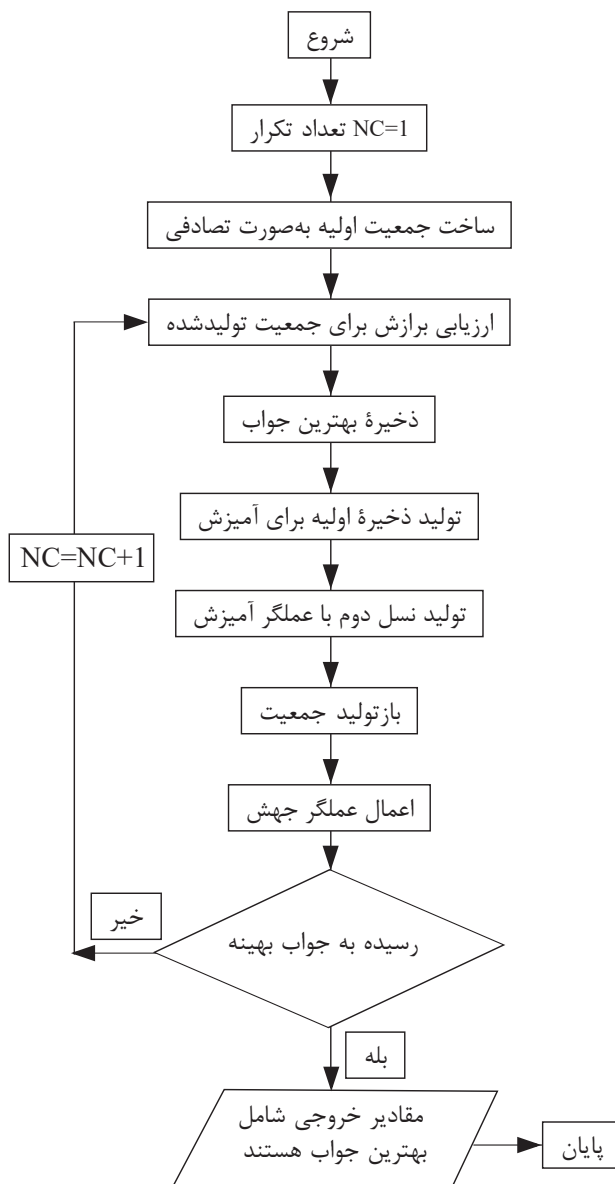 شروع
NC=1 تعداد تکرار
ساخت جمعیت اولیه به‌صورت تصادفی
ارزیابی برازش برای جمعیت تولیدشده
ذخیرهٔ بهترین جواب
تولید ذخیرهٔ اولیه برای آمیزش
NC=NC+1
تولید نسل دوم با عملگر آمیزش
بازتولید جمعیت
اعمال عملگر جهش
خیر
رسیده به جواب بهینه
بله
مقادیر خروجی شامل
بهترین جواب هستند
پایان